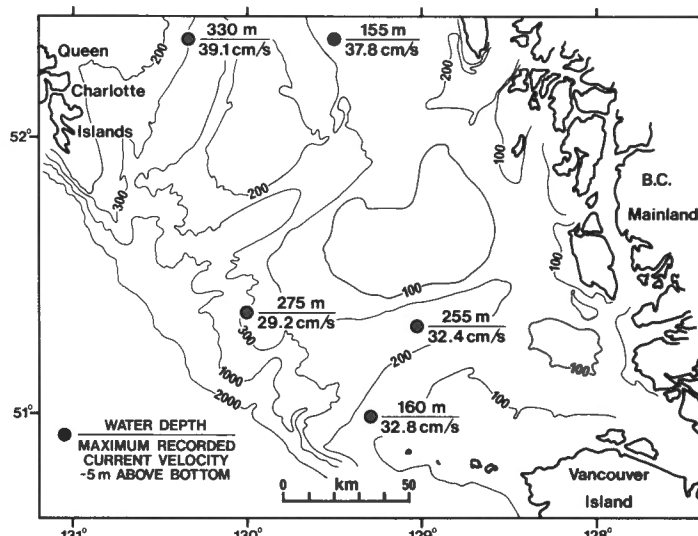 330 m
39.1 cm/s
155 m
37.8 cm/s
Queen
Charlotte
Islands
200
200
52°
100
B.C.
Mainland
300
200
200
100
100
275 m
29.2 cm/s
300
255 m
32.4 cm/s
200
100
1000
2000
100
51°
160 m
32.8 cm/s
WATER DEPTH
MAXIMUM RECORDED
CURRENT VELOCITY
~5 m ABOVE BOTTOM
km
0 50
Vancouver
Island
131° 130° 129° 128°